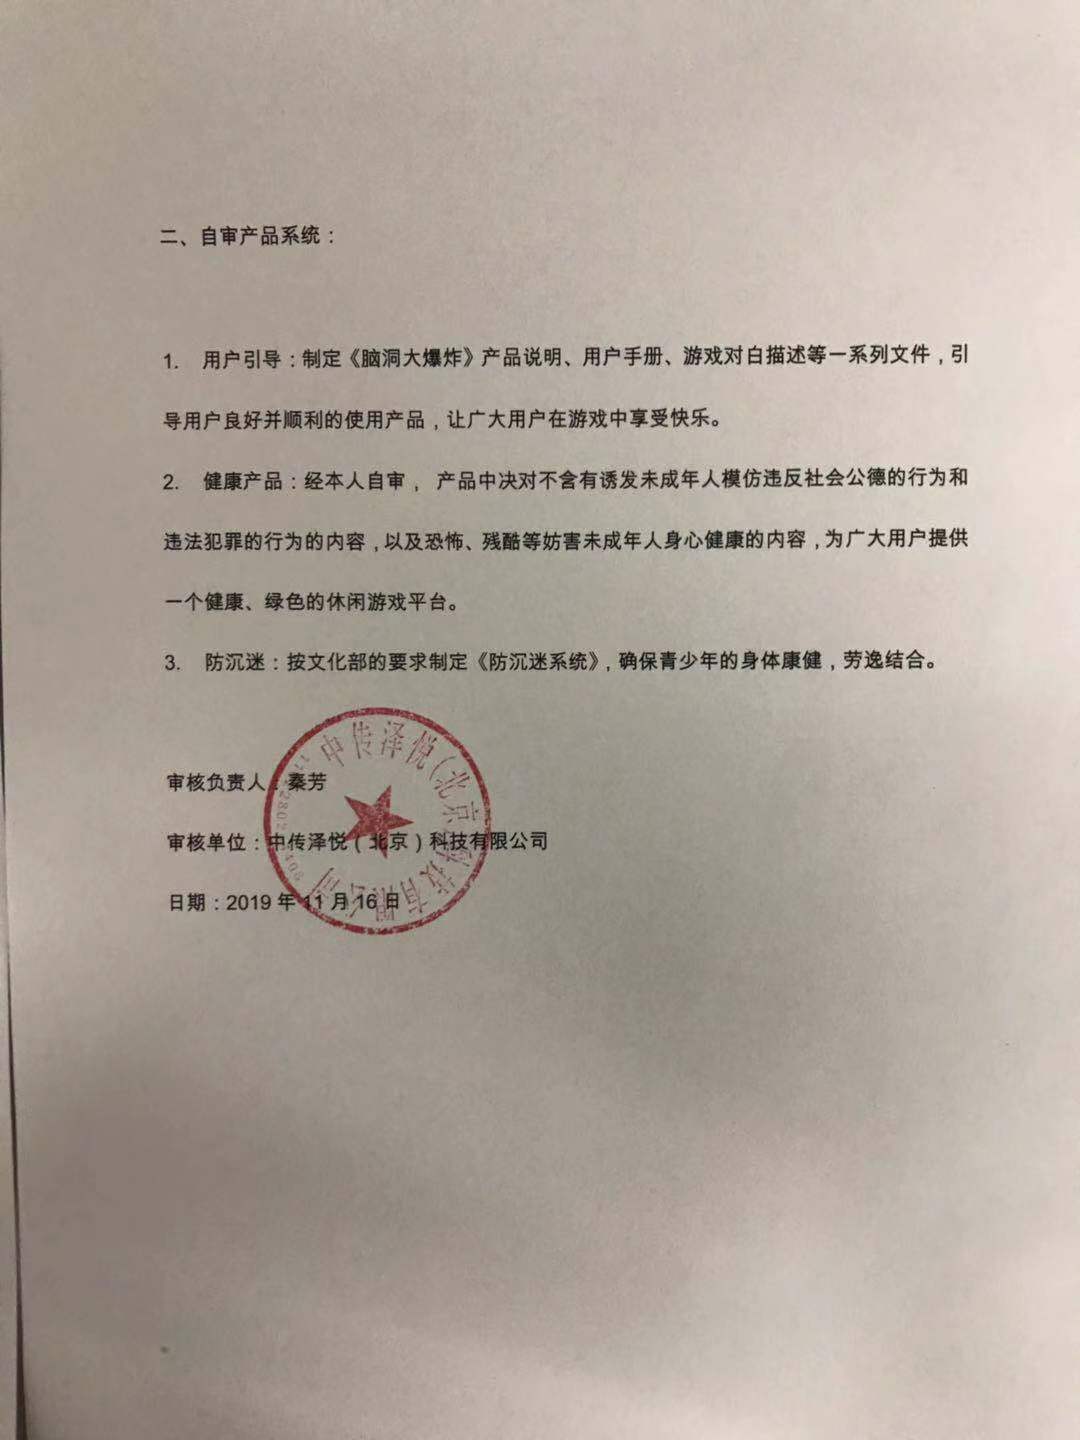 二、自审产品系统：
1. 用户引导：制定《脑洞大爆炸》产品说明、用户手册、游戏对白描述等一系列文件，引
导用户良好并顺利的使用产品，让广大用户在游戏中享受快乐。
2. 健康产品：经本人自审， 产品中决对不含有诱发未成年人模仿违反社会公德的行为和
违法犯罪的行为的内容，以及恐怖、残酷等妨害未成年人身心健康的内容，为广大用户提供
一个健康、绿色的休闲游戏平台。
3. 防沉迷：按文化部的要求制定《防沉迷系统》，确保青少年的身体康健，劳逸结合。
审核负责人：秦芳
审核单位：中传泽悦（北京）科技有限公司
日期：2019 年 11 月 16 日
中传泽悦(北京)科技有限公司